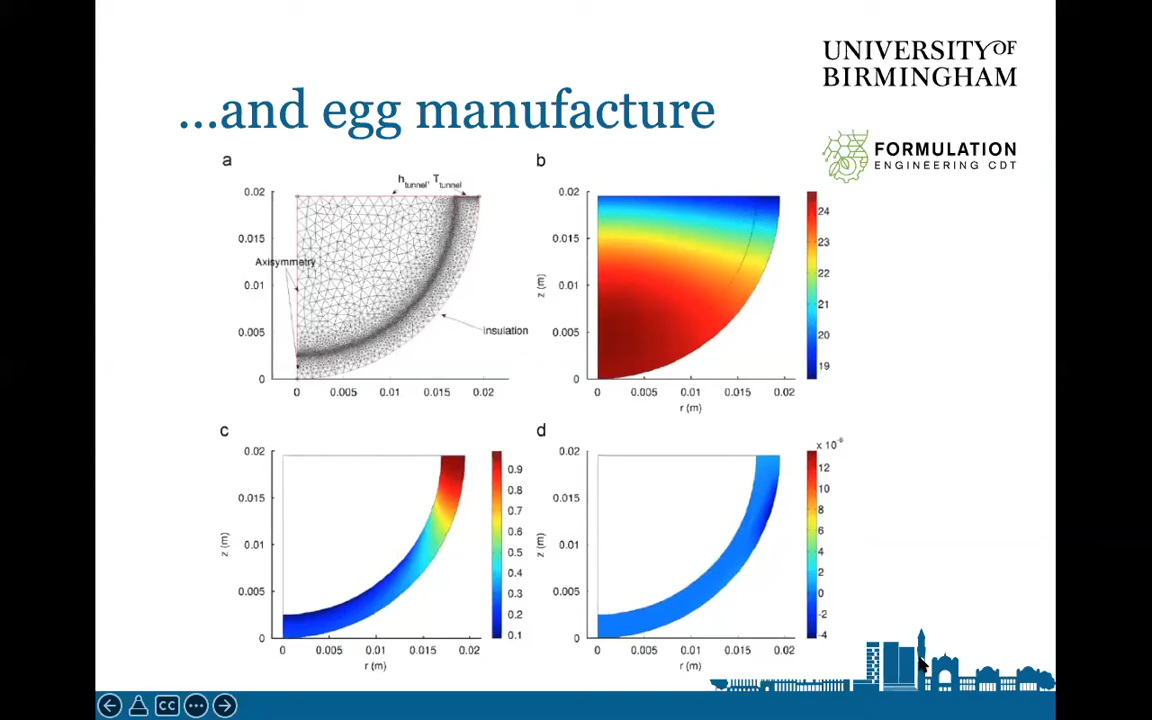 ...and egg manufacture
UNIVERSITY OF
BIRMINGHAM
FORMULATION
ENGINEERING CDT
a
h tunnel, T tunnel
0.02
0.015
0.01
0.005
0
Axisymmetry
insulation
0 0.005 0.01 0.015 0.02
b
0.02
0.015
0.01
0.005
0
z (m)
0 0.005 0.01 0.015 0.02
r (m)
24
23
22
21
20
19
c
0.02
0.015
0.01
0.005
0
z (m)
0 0.005 0.01 0.015 0.02
r (m)
0.9
0.8
0.7
0.6
0.5
0.4
0.3
0.2
0.1
d
0.02
0.015
0.01
0.005
0
z (m)
0 0.005 0.01 0.015 0.02
r (m)
12
10
8
6
4
2
0
-2
-4
CC